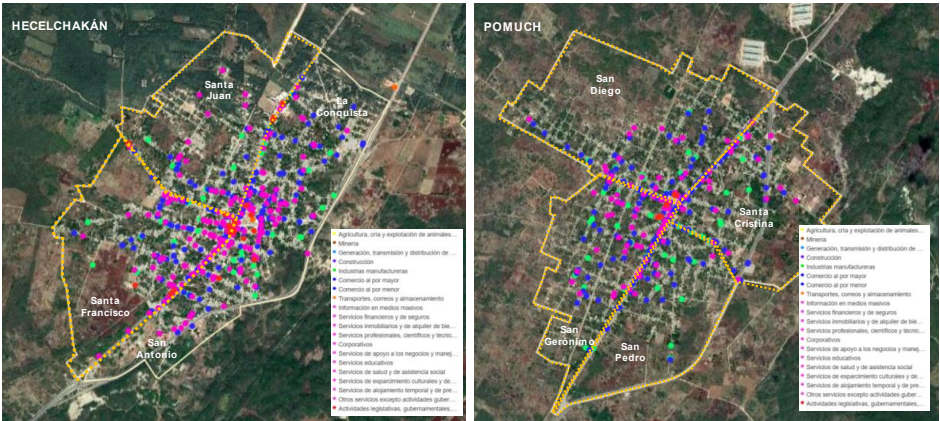 HECELCHAKÁN
Santa
Juan
La
Conquista
Santa
Francisco
San
Antonio
Agricultura, cría y explotación de animales...
Minería
Generación, transmisión y distribución de ...
Construcción
Industrias manufactureras
Comercio al por mayor
Comercio al por menor
Transportes, correos y almacenamiento
Información en medios masivos
Servicios financieros y de seguros
Servicios inmobiliarios y de alquiler de bie...
Servicios profesionales, científicos y técnic...
Corporativos
Servicios de apoyo a los negocios y manej...
Servicios educativos
Servicios de salud y de asistencia social
Servicios de esparcimiento culturales y de...
Servicios de alojamiento temporal y de pre...
Otros servicios excepto actividades guber...
Actividades legislativas, gubernamentales,...
POMUCH
San
Diego
Santa
Cristina
San
Gerónimo
San
Pedro
Agricultura, cría y explotación de animales...
Minería
Generación, transmisión y distribución de ...
Construcción
Industrias manufactureras
Comercio al por mayor
Comercio al por menor
Transportes, correos y almacenamiento
Información en medios masivos
Servicios financieros y de seguros
Servicios inmobiliarios y de alquiler de bie...
Servicios profesionales, científicos y técnic...
Corporativos
Servicios de apoyo a los negocios y manej...
Servicios educativos
Servicios de salud y de asistencia social
Servicios de esparcimiento culturales y de...
Servicios de alojamiento temporal y de pre...
Otros servicios excepto actividades guber...
Actividades legislativas, gubernamentales,...